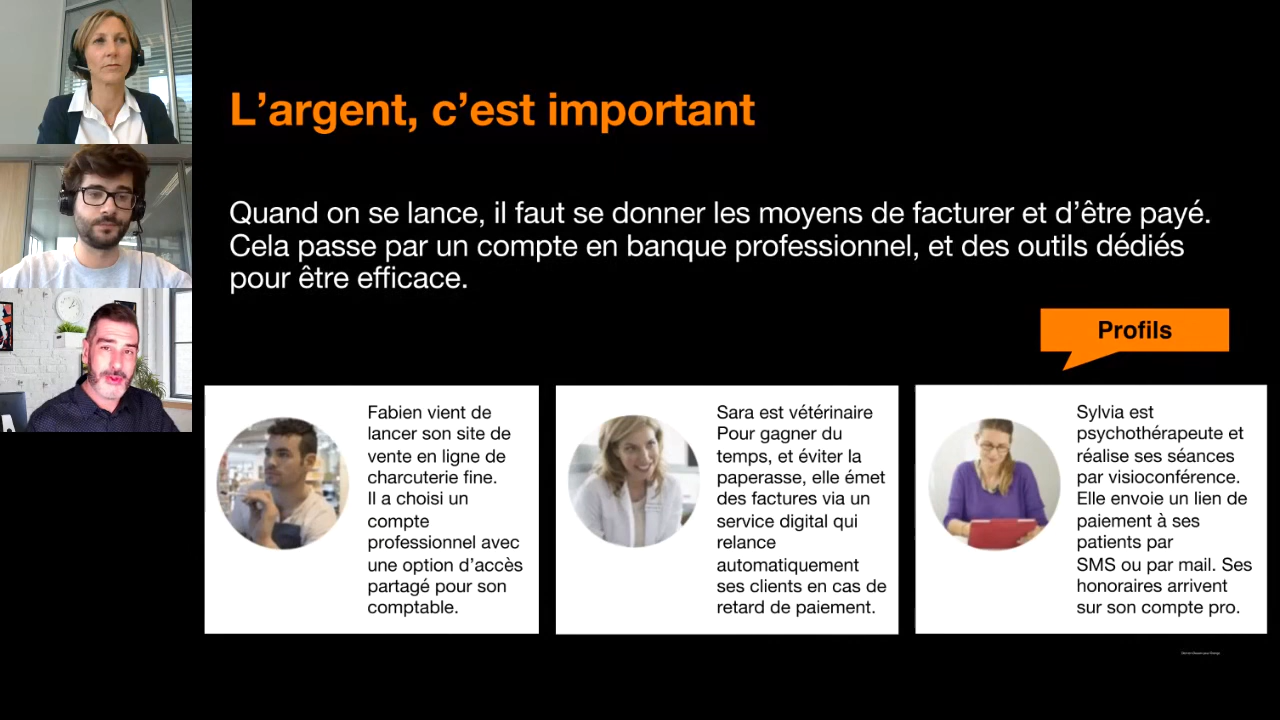 L’argent, c’est important
Quand on se lance, il faut se donner les moyens de facturer et d’être payé.
Cela passe par un compte en banque professionnel, et des outils dédiés
pour être efficace.
Profils
Fabien vient de
lancer son site de
vente en ligne de
charcuterie fine.
Il a choisi un
compte
professionnel avec
une option d’accès
partagé pour son
comptable.
Sara est vétérinaire
Pour gagner du
temps, et éviter la
paperasse, elle émet
des factures via un
service digital qui
relance
automatiquement
ses clients en cas de
retard de paiement.
Sylvia est
psychothérapeute et
réalise ses séances
par visioconférence.
Elle envoie un lien de
paiement à ses
patients par
SMS ou par mail. Ses
honoraires arrivent
sur son compte pro.